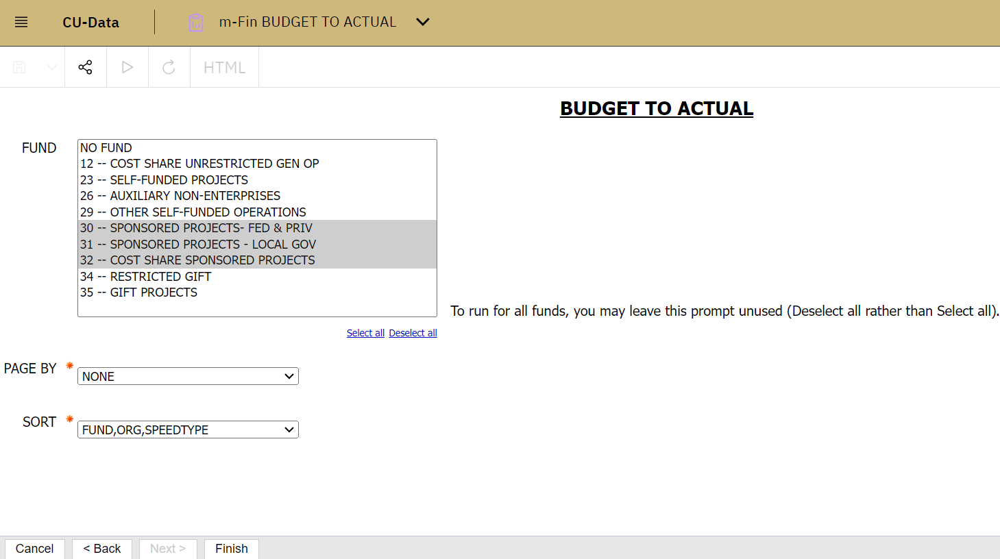 CU-Data
m-Fin BUDGET TO ACTUAL
HTML
BUDGET TO ACTUAL
FUND
NO FUND
12 -- COST SHARE UNRESTRICTED GEN OP
23 -- SELF-FUNDED PROJECTS
26 -- AUXILIARY NON-ENTERPRISES
29 -- OTHER SELF-FUNDED OPERATIONS
30 -- SPONSORED PROJECTS- FED & PRIV
31 -- SPONSORED PROJECTS - LOCAL GOV
32 -- COST SHARE SPONSORED PROJECTS
34 -- RESTRICTED GIFT
35 -- GIFT PROJECTS
To run for all funds, you may leave this prompt unused (Deselect all rather than Select all).
Select all Deselect all
PAGE BY
NONE
SORT
FUND,ORG,SPEEDTYPE
Cancel
< Back
Next >
Finish